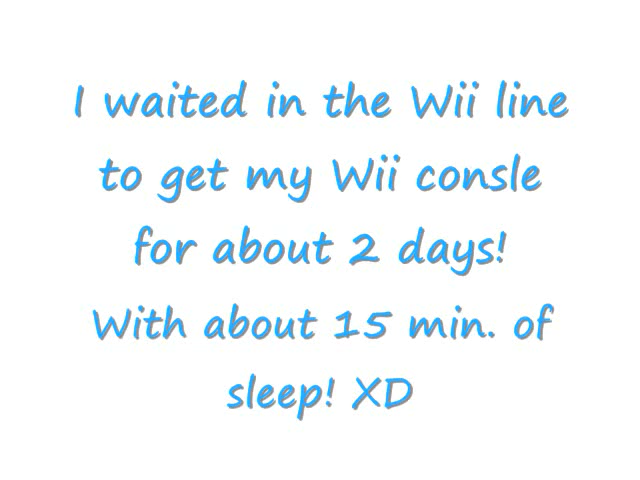 I waited in the Wii line
to get my Wii consle
for about 2 days!
With about 15 min. of
sleep! XD